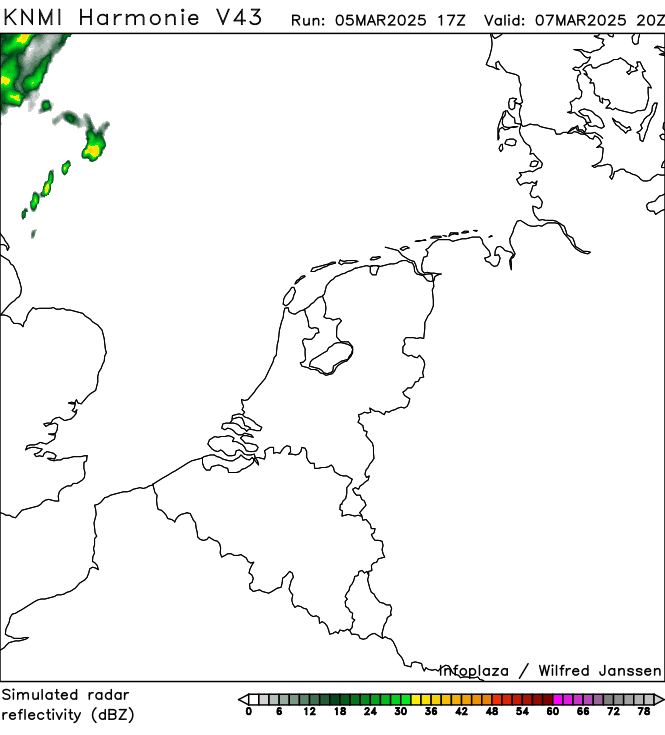 KNMI Harmonie V43 Run: 05MAR2025 17Z Valid: 07MAR2025 20Z
infoplaza / Wilfred Janssen
Simulated radar
reflectivity (dBZ)
0 6 12 18 24 30 36 42 48 54 60 66 72 78